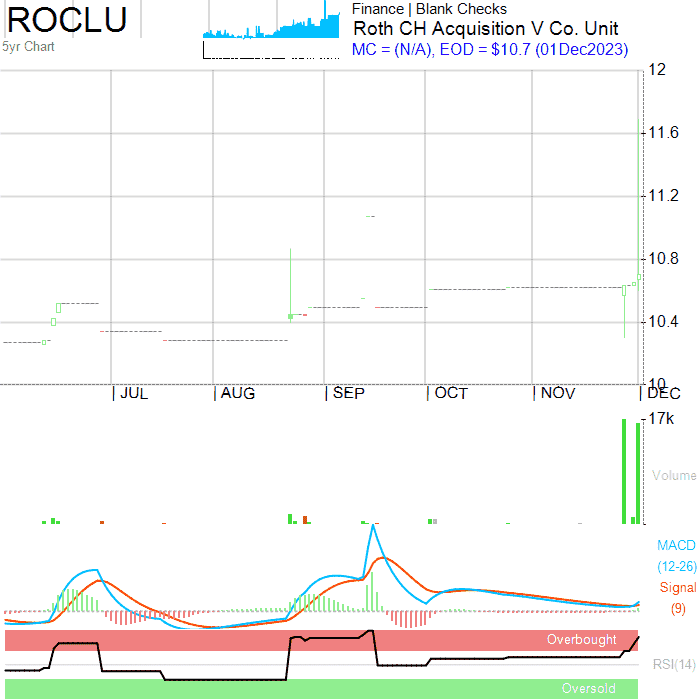 ROCLU
5yr Chart
Finance | Blank Checks
Roth CH Acquisition V Co. Unit
MC = (N/A), EOD = $10.7 (01Dec2023)
12
11.6
11.2
10.8
10.4
10
JUL
AUG
SEP
OCT
NOV
DEC
17k
Volume
MACD
(12-26)
Signal
(9)
Overbought
RSI(14)
Oversold